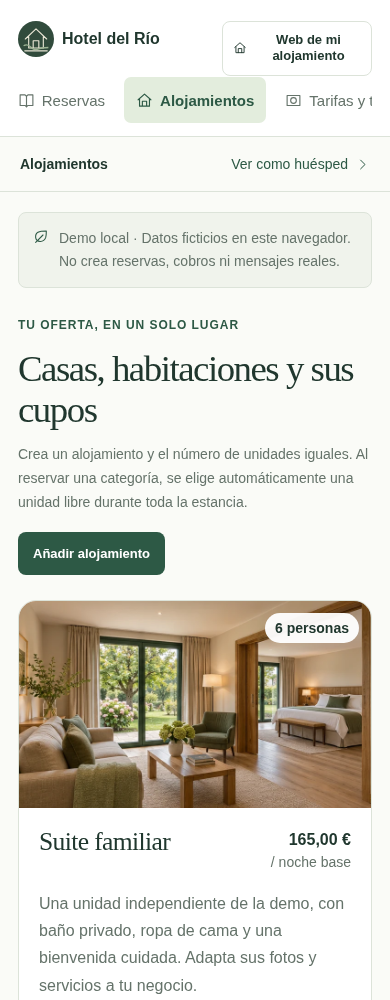 Hotel del Río
Web de mi
alojamiento
Reservas
Alojamientos
Tarifas y t
Alojamientos
Ver como huésped
Demo local · Datos ficticios en este navegador.
No crea reservas, cobros ni mensajes reales.
TU OFERTA, EN UN SOLO LUGAR
Casas, habitaciones y sus
cupos
Crea un alojamiento y el número de unidades iguales. Al
reservar una categoría, se elige automáticamente una
unidad libre durante toda la estancia.
Añadir alojamiento
6 personas
Suite familiar
165,00 €
/ noche base
Una unidad independiente de la demo, con
baño privado, ropa de cama y una
bienvenida cuidada. Adapta sus fotos y
servicios a tu negocio.